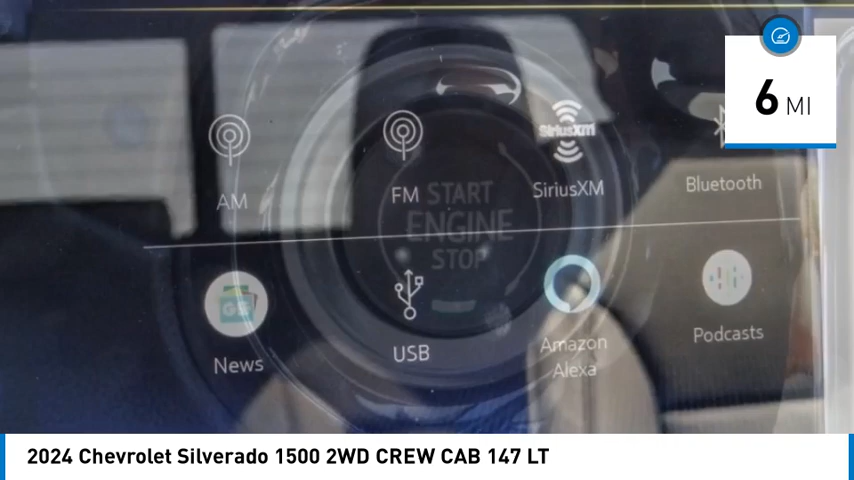 6 MI
AM
FM
SiriusXM
SiriusXM
Bluetooth
START
ENGINE
STOP
News
USB
Amazon
Alexa
Podcasts
2024 Chevrolet Silverado 1500 2WD CREW CAB 147 LT